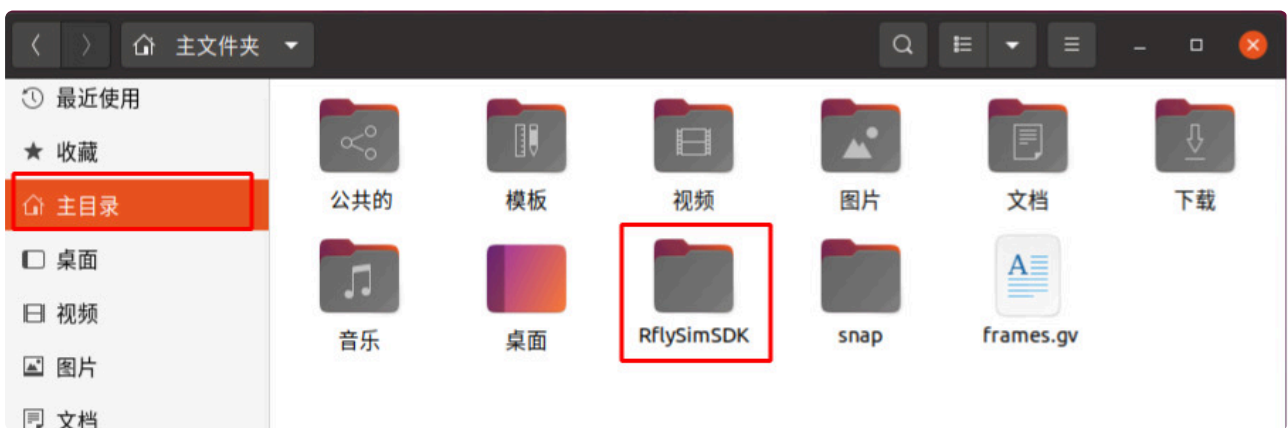 主文件夹
最近使用
收藏
主目录
桌面
视频
图片
文档
公共的
模板
视频
图片
文档
下载
音乐
桌面
RflySimSDK
snap
frames.gv